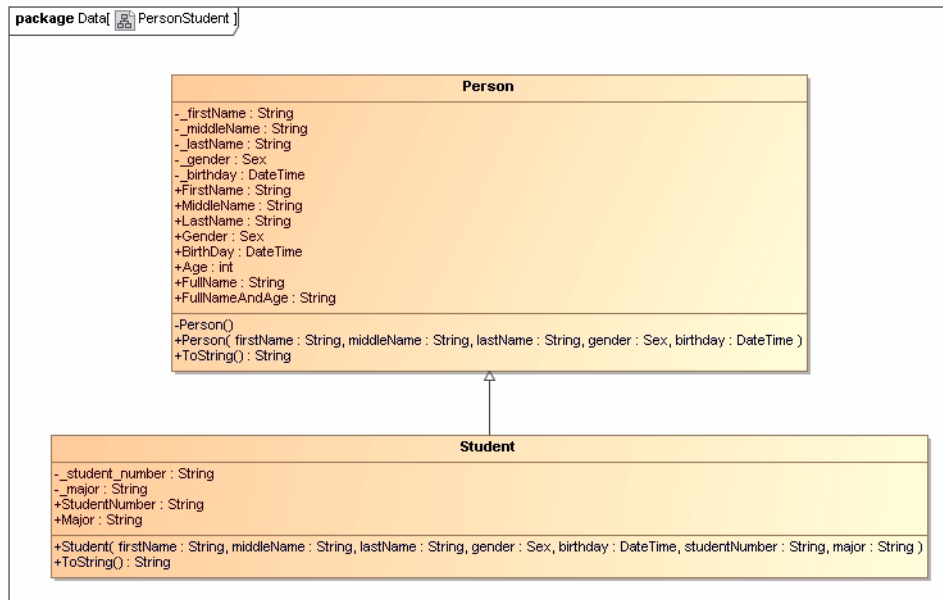 package Data[ PersonStudent ]
Person
-_firstName : String
-_middleName : String
-_lastName : String
-_gender : Sex
-_birthday : DateTime
+FirstName : String
+MiddleName : String
+LastName : String
+Gender : Sex
+BirthDay : DateTime
+Age : int
+FullName : String
+FullNameAndAge : String
-Person()
+Person( firstName : String, middleName : String, lastName : String, gender : Sex, birthday : DateTime )
+ToString() : String
Student
-_student_number : String
-_major : String
+StudentNumber : String
+Major : String
+Student( firstName : String, middleName : String, lastName : String, gender : Sex, birthday : DateTime, studentNumber : String, major : String )
+ToString() : String